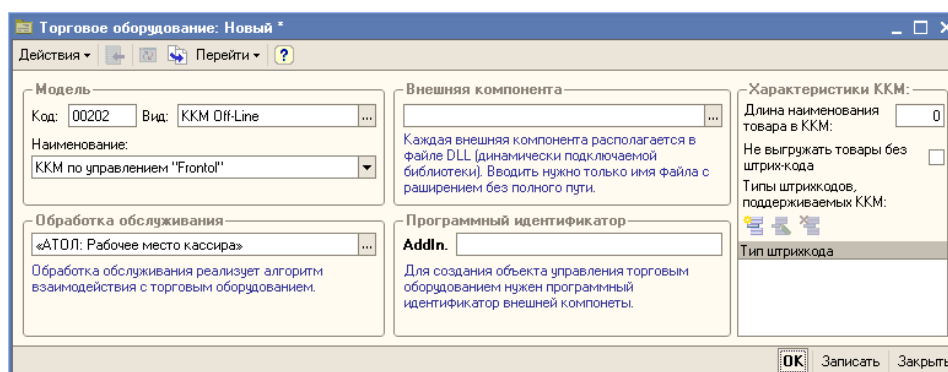 Торговое оборудование: Новый *
Действия
Перейти
?
Модель
Код: 00202 Вид: ККМ Off-Line ...
Наименование:
ККМ по управлением "Frontol"
Обработка обслуживания
«АТОЛ: Рабочее место кассира» ...
Обработка обслуживания реализует алгоритм
взаимодействия с торговым оборудованием.
Внешняя компонента
...
Каждая внешняя компонента располагается в
файле DLL (динамически подключаемой
библиотеки). Вводить нужно только имя файла с
раширением без полного пути.
Программный идентификатор
AddIn.
Для создания объекта управления торговым
оборудованием нужен программный
идентификатор внешней компонеты.
Характеристики ККМ:
Длина наименования
товара в ККМ: 0
Не выгружать товары без
штрих-кода
Типы штрихкодов,
поддерживаемых ККМ:
Тип штрихкода
OK Записать Закрыть